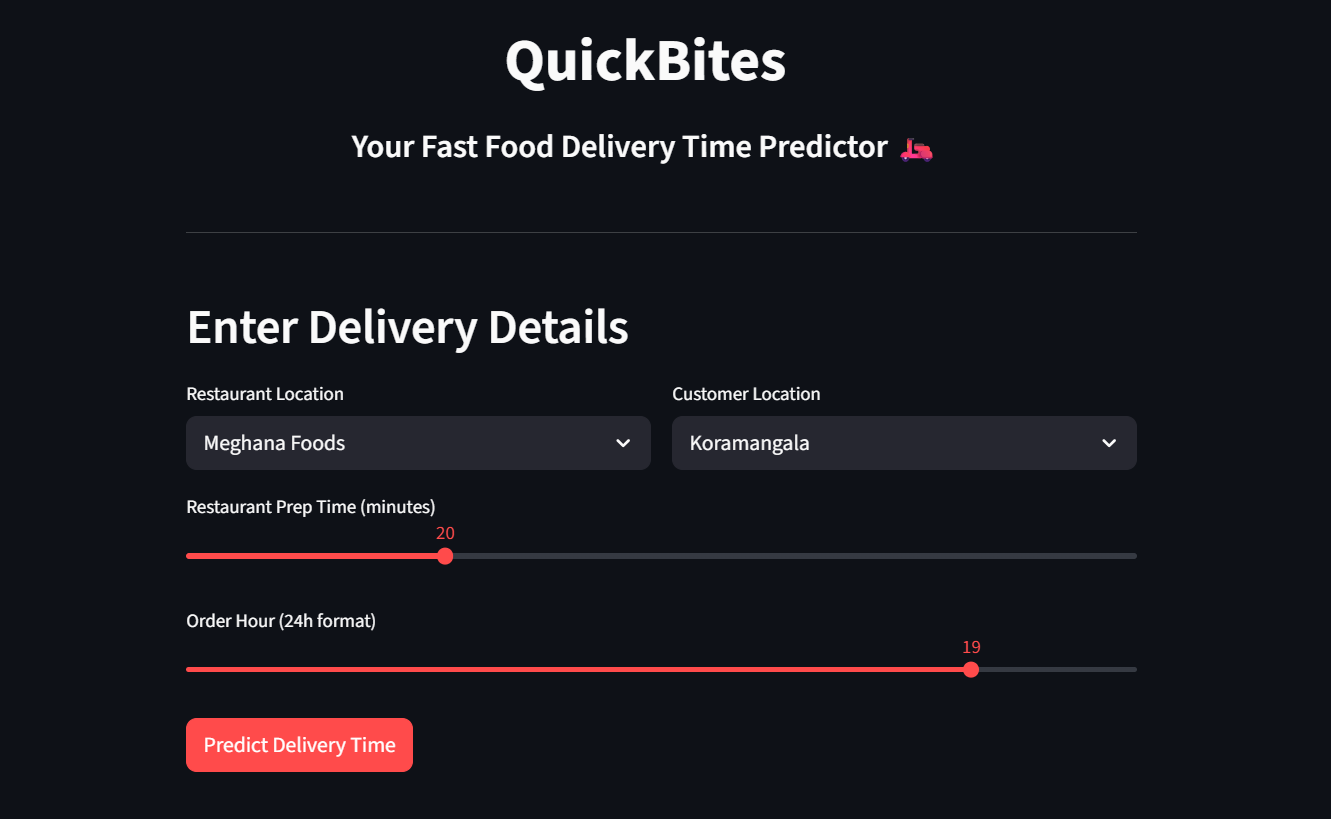 QuickBites
Your Fast Food Delivery Time Predictor
Enter Delivery Details
Restaurant Location
Customer Location
Meghana Foods
Koramangala
Restaurant Prep Time (minutes)
20
Order Hour (24h format)
19
Predict Delivery Time